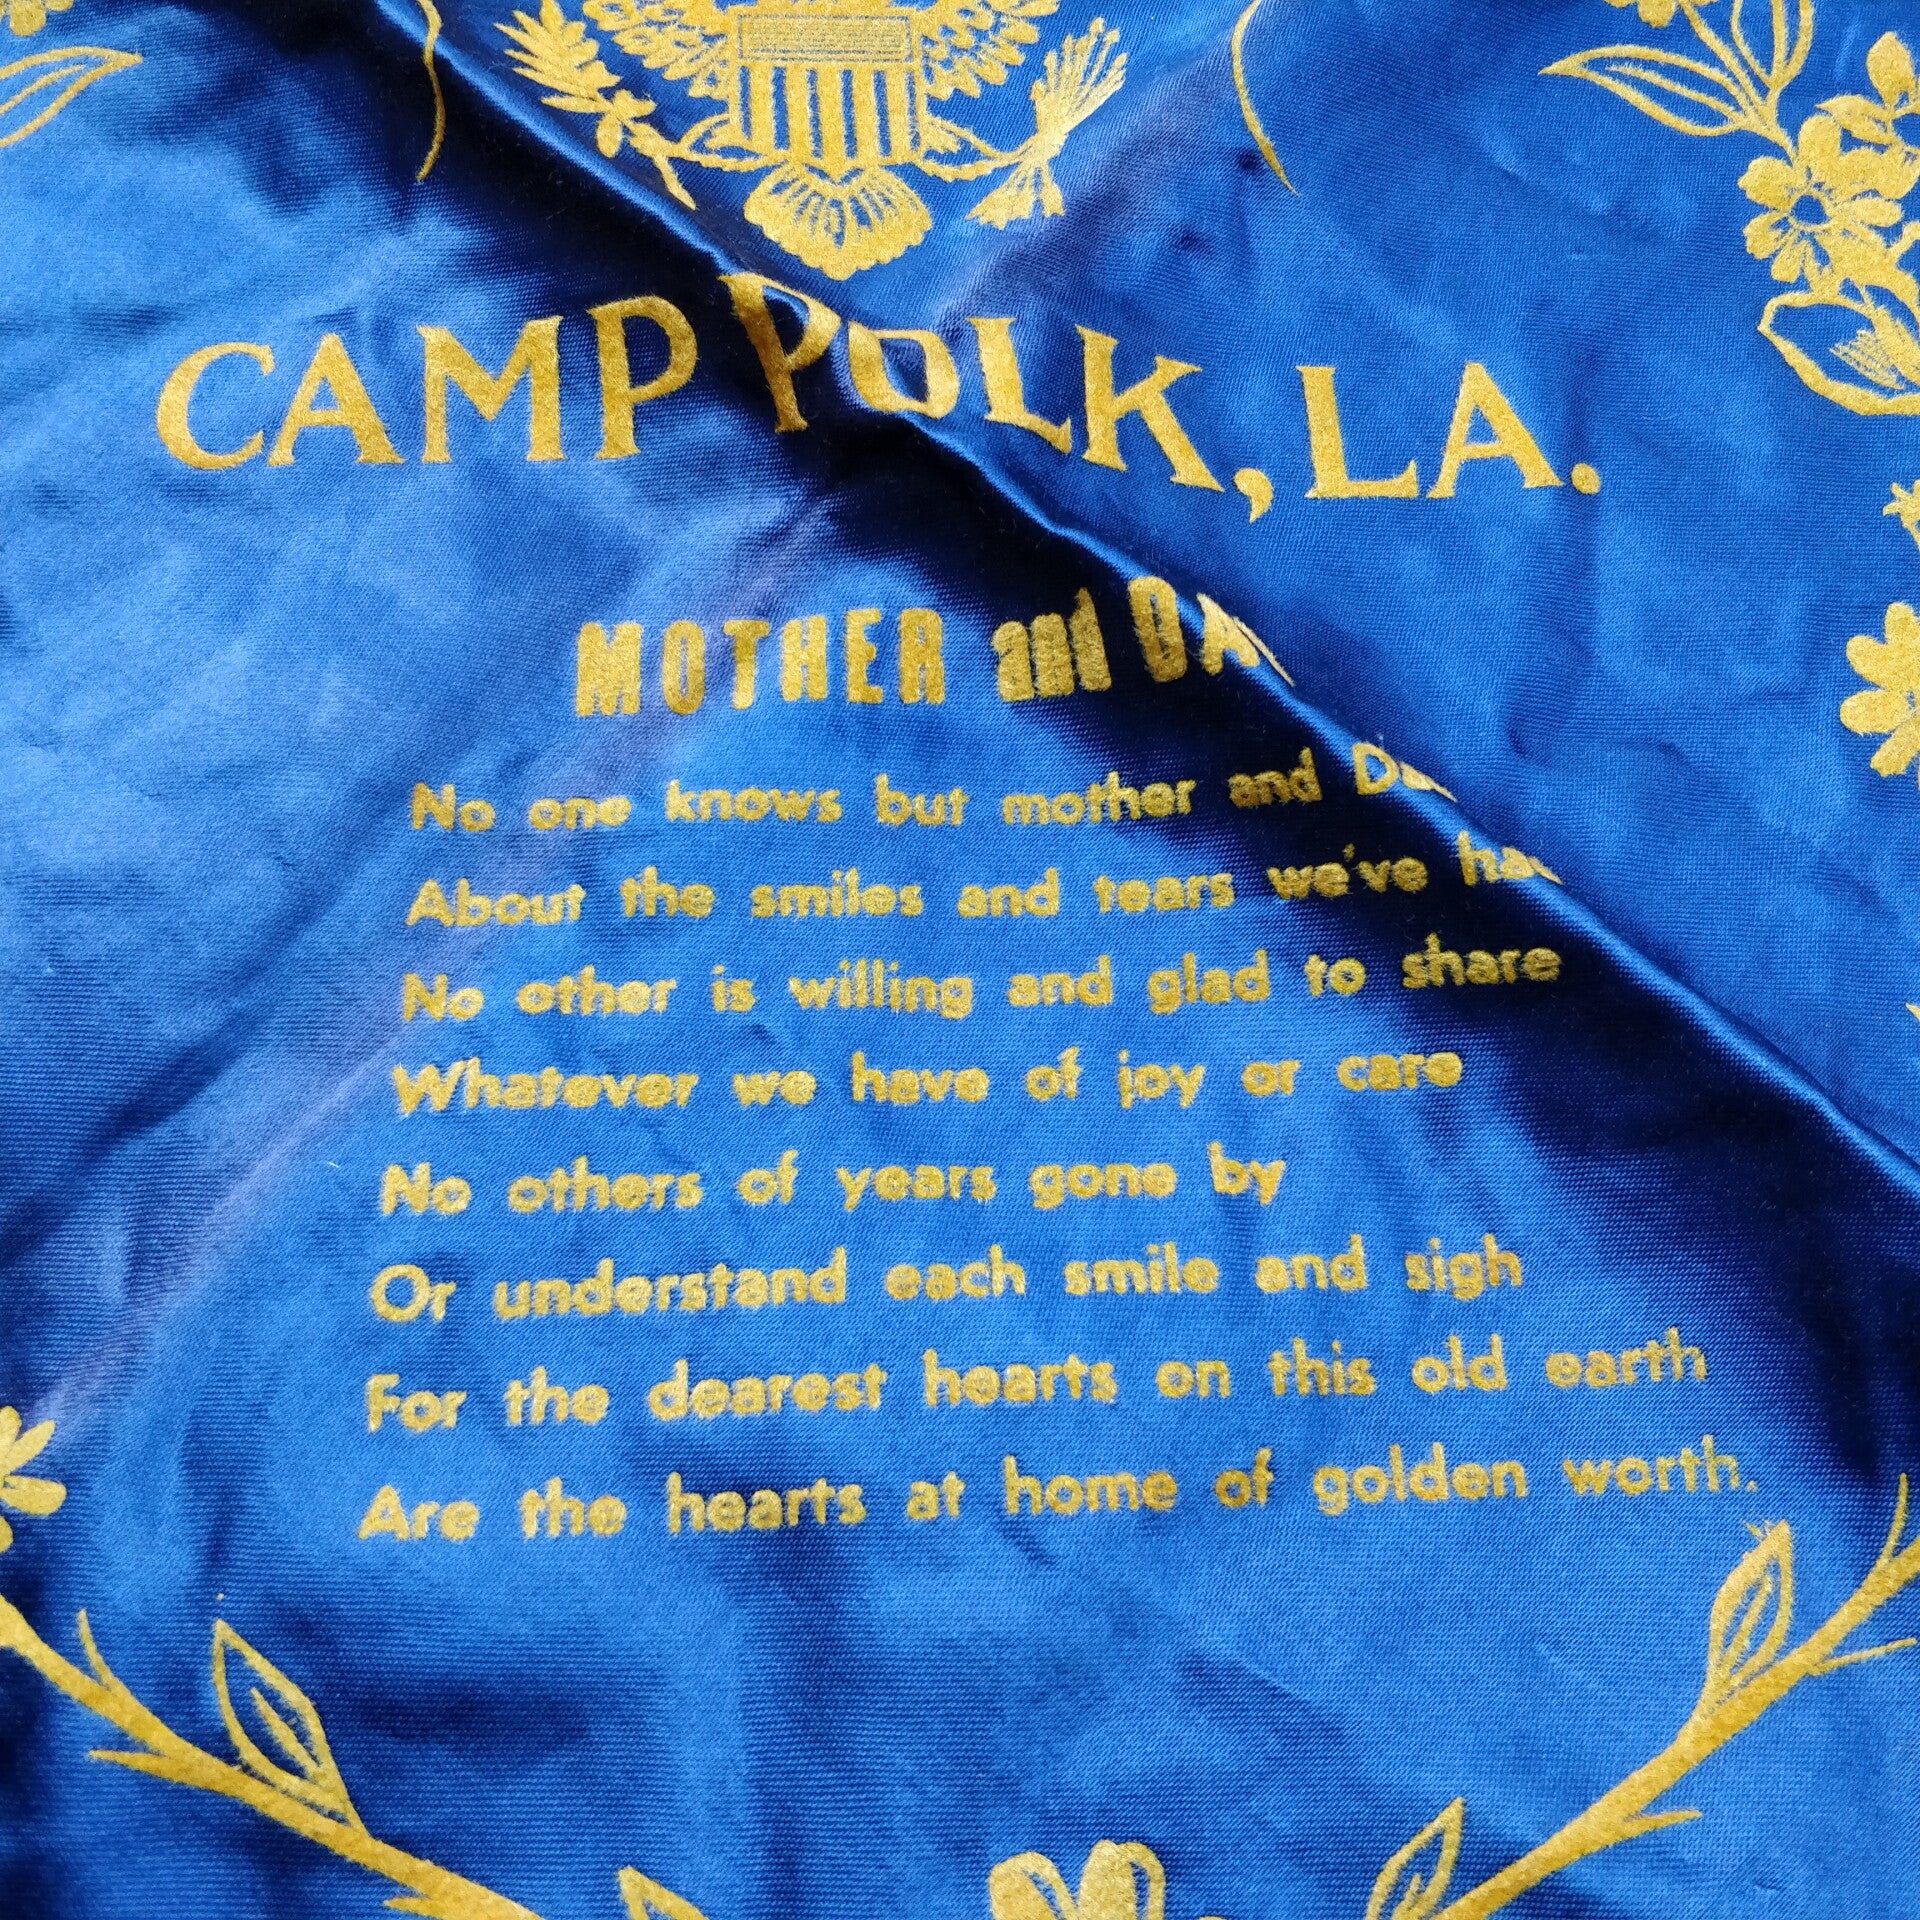 CAMP POLK, LA.
MOTHER and DAD
No one knows but mother and Dad
About the smiles and tears we've had
No other is willing and glad to share
Whatever we have of joy or care
No others of years gone by
Or understand each smile and sigh
For the dearest hearts on this old earth
Are the hearts at home of golden worth.